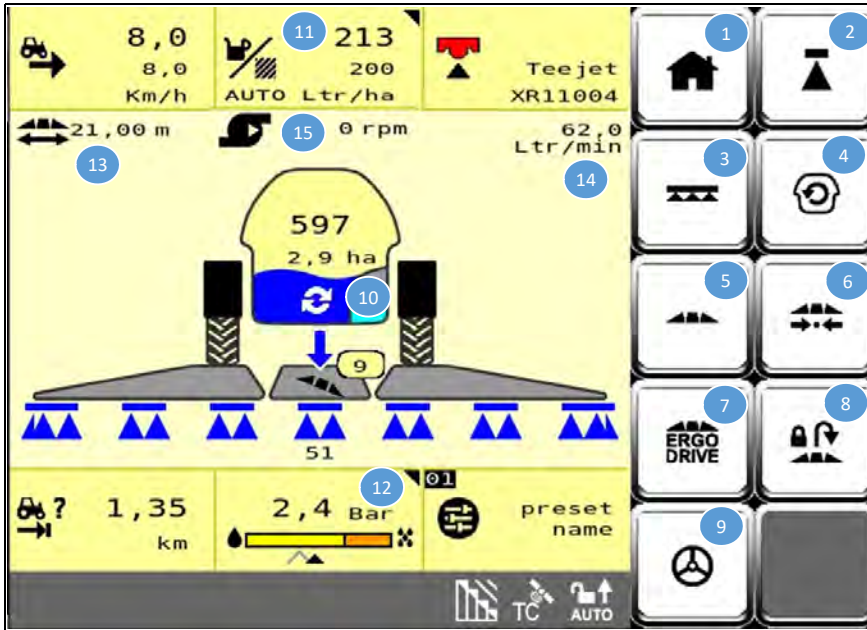 8,0
8,0
Km/h
11
213
200
AUTO Ltr/ha
Teejet
XR11004
1
2
21,00 m
13
15
0 rpm
62,0
Ltr/min
14
3
4
597
2,9 ha
10
5
6
9
51
7
ERGO
DRIVE
8
?
1,35
km
2,4 Bar
12
01
preset
name
9
TC
AUTO